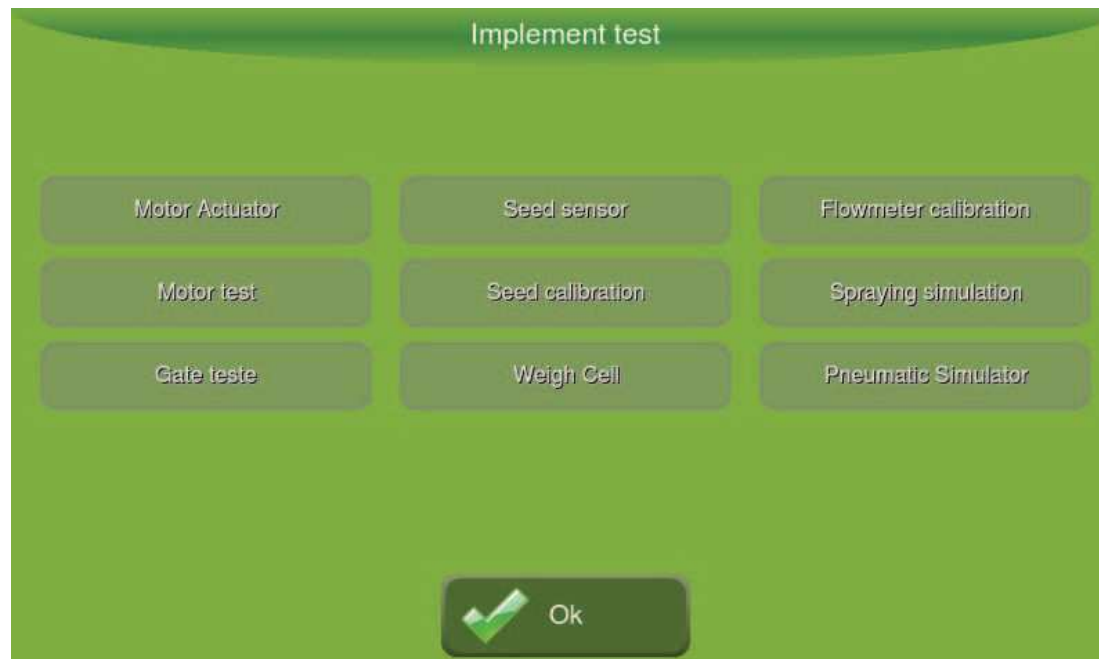 Implement test
Motor Actuator
Seed sensor
Flowmeter calibration
Motor test
Seed calibration
Spraying simulation
Gate teste
Weigh Cell
Pneumatic Simulator
Ok